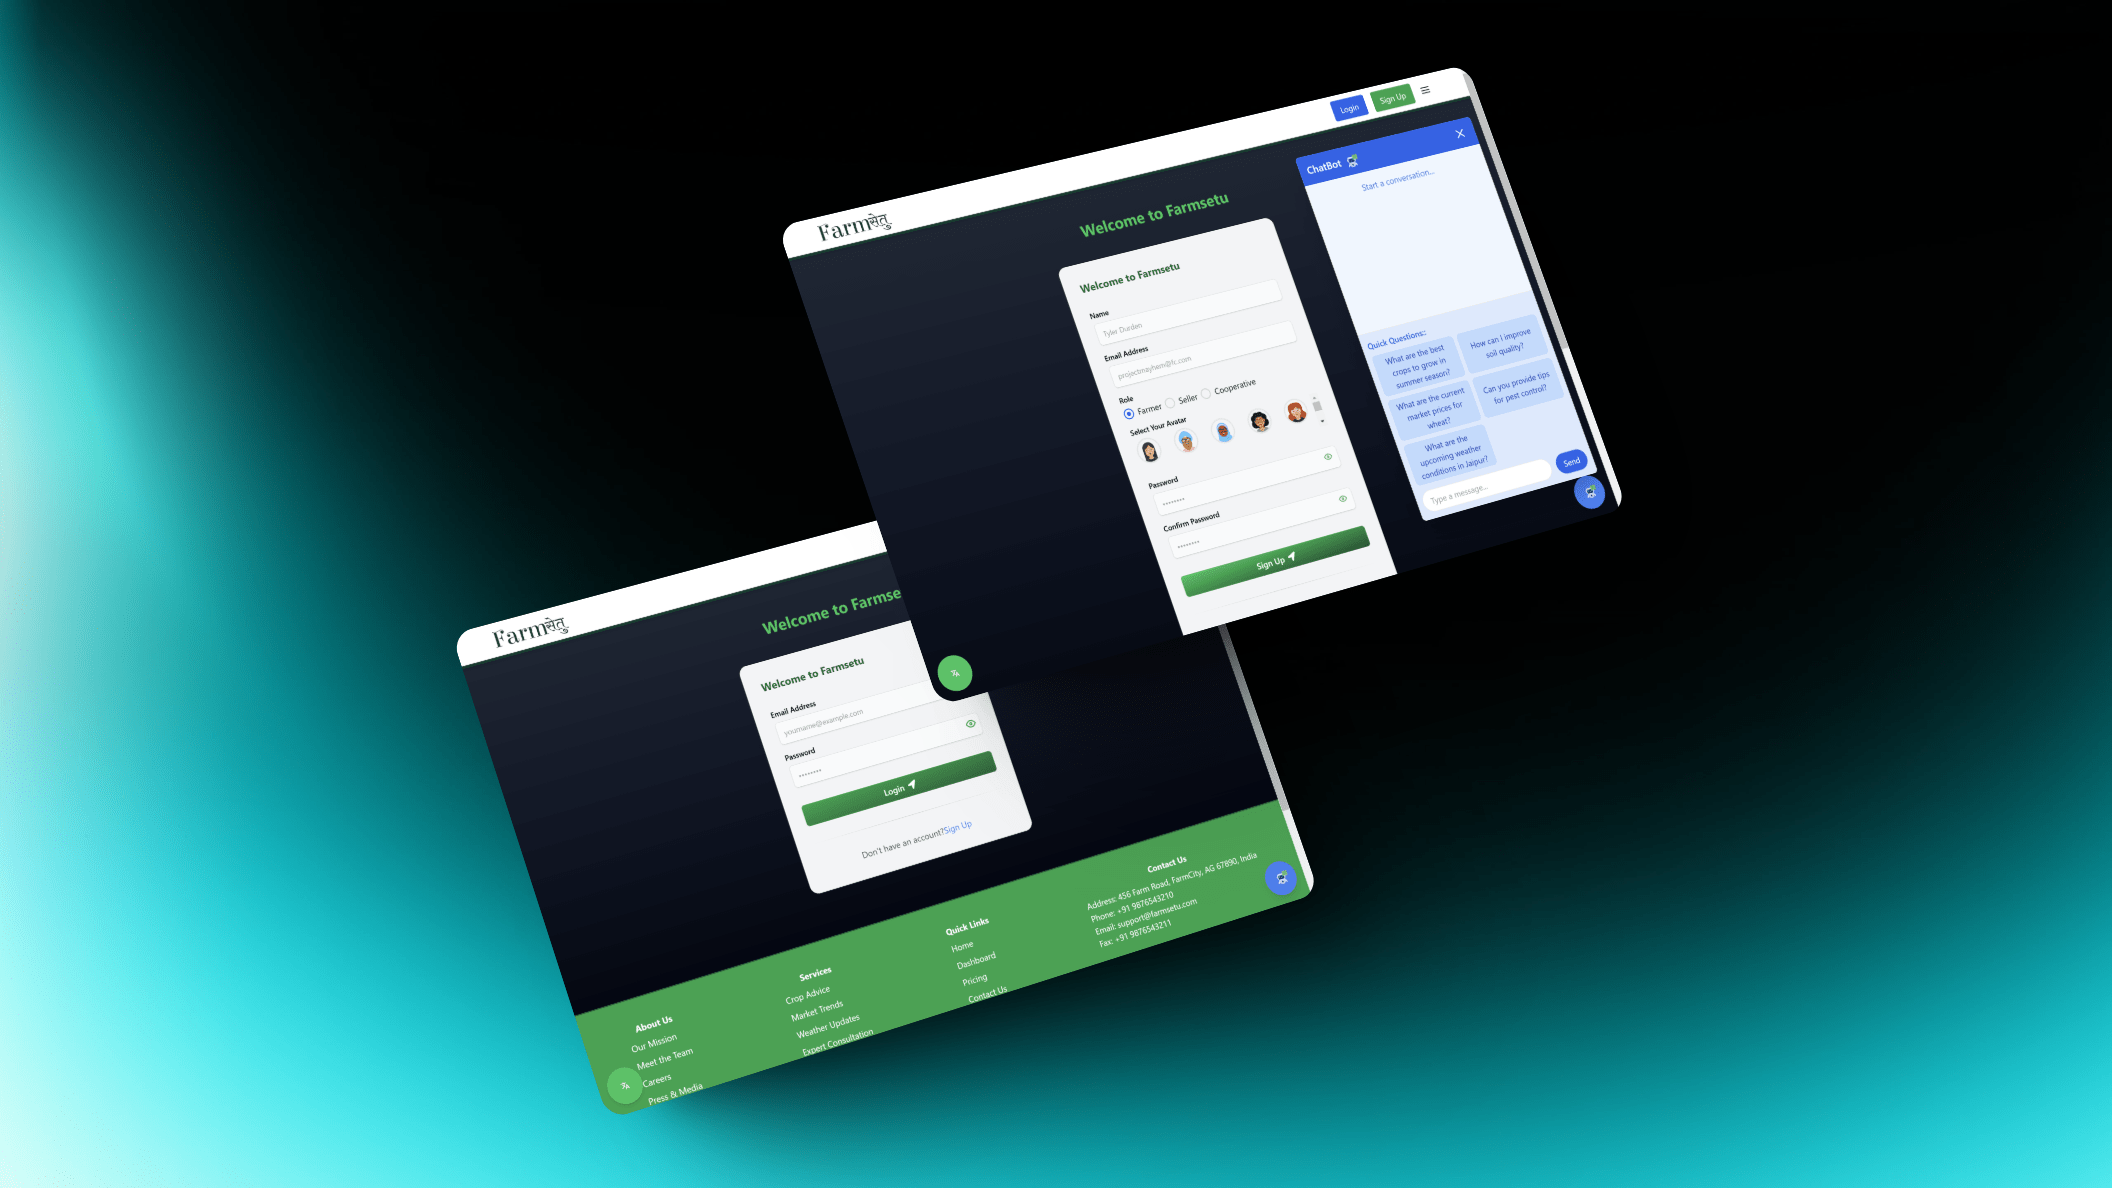 Login
Sign Up
Farmसेतु
Welcome to Farmsetu
Welcome to Farmsetu
Name
Tyler Durden
Email Address
projectmayhem@fc.com
Role
Farmer
Seller
Cooperative
Select Your Avatar
Password
Confirm Password
Sign Up
ChatBot
Start a conversation...
Quick Questions::
What are the best
crops to grow in
summer season?
How can I improve
soil quality?
What are the current
market prices for
wheat?
Can you provide tips
for pest control?
What are the
upcoming weather
conditions in Jaipur?
Type a message...
Send
Farmसेतु
Welcome to Farmse
Welcome to Farmsetu
Email Address
yourname@example.com
Password
Login
Don't have an account?Sign Up
About Us
Our Mission
Meet the Team
Careers
Press & Media
Services
Crop Advice
Market Trends
Weather Updates
Expert Consultation
Quick Links
Home
Dashboard
Pricing
Contact Us
Contact Us
Address: 456 Farm Road, FarmCity, AG 67890, India
Phone: +91 9876543210
Email: support@farmsetu.com
Fax: +91 9876543211